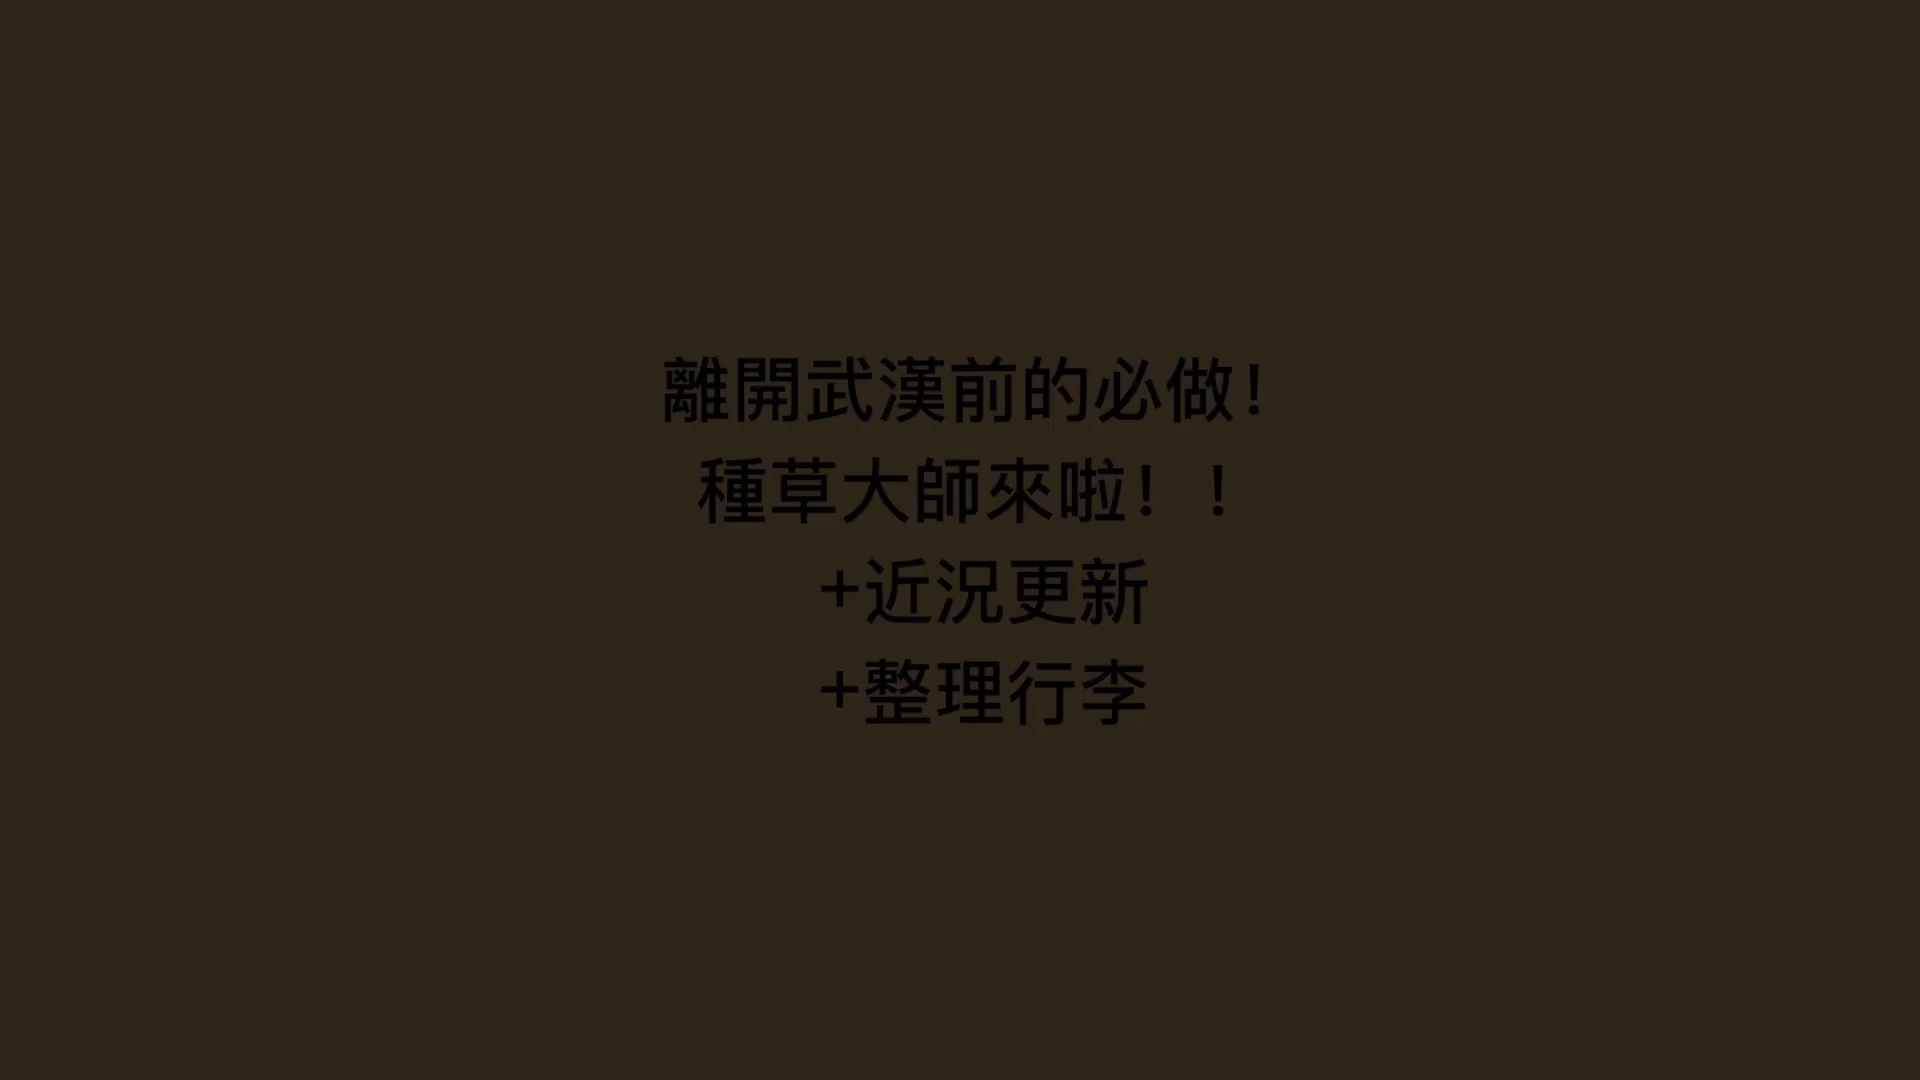 離開武漢前的必做！
種草大師來啦！！
+近況更新
+整理行李